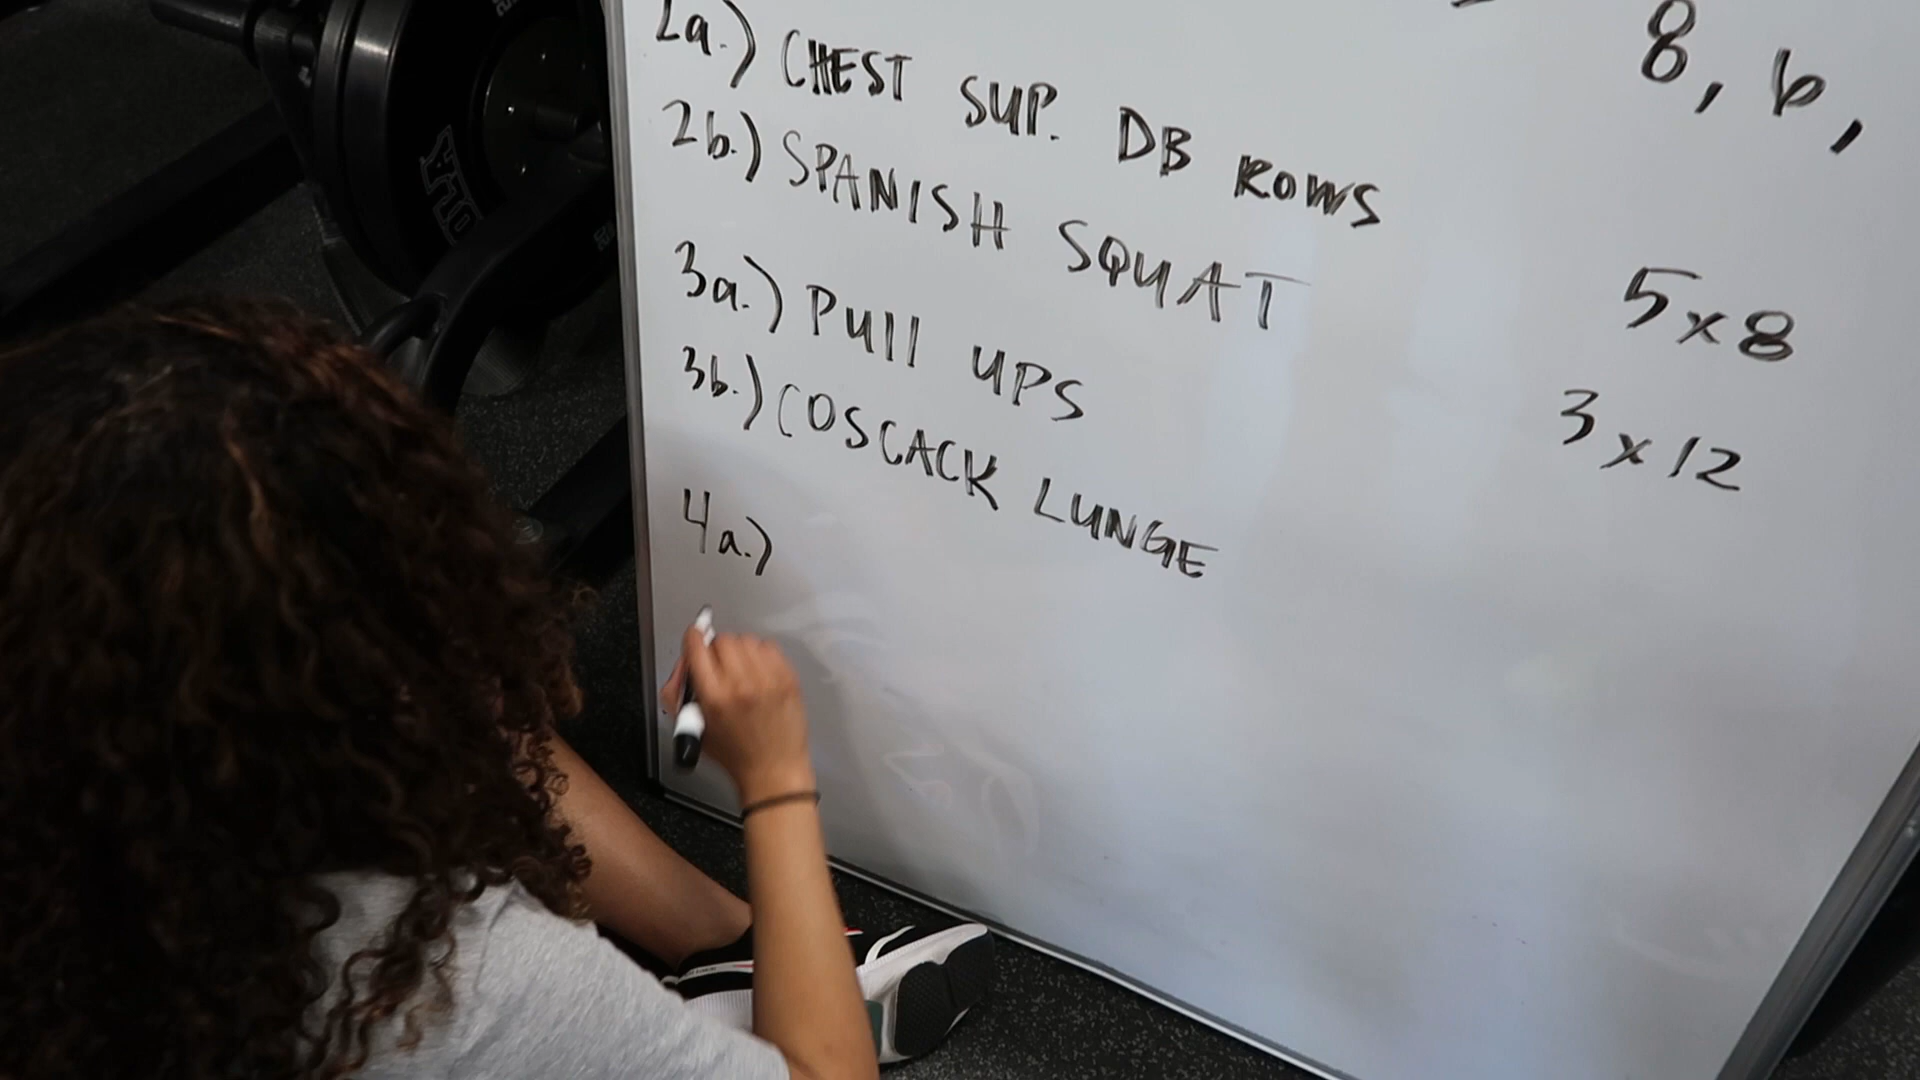 2a.) CHEST SUP. DB ROWS 8, 6,
2b.) SPANISH SQUAT 5x8
3a.) PUll UPS 3x12
3b.) COSCACK LUNGE
4a.)